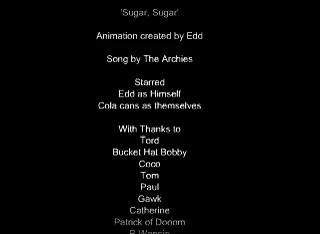 'Sugar, Sugar'
Animation created by Edd
Song by The Archies
Starred
Edd as Himself
Cola cans as themselves
With Thanks to
Tord
Bucket Hat Bobby
Coco
Tom
Paul
Gawk
Catherine
Patrick of Dooom